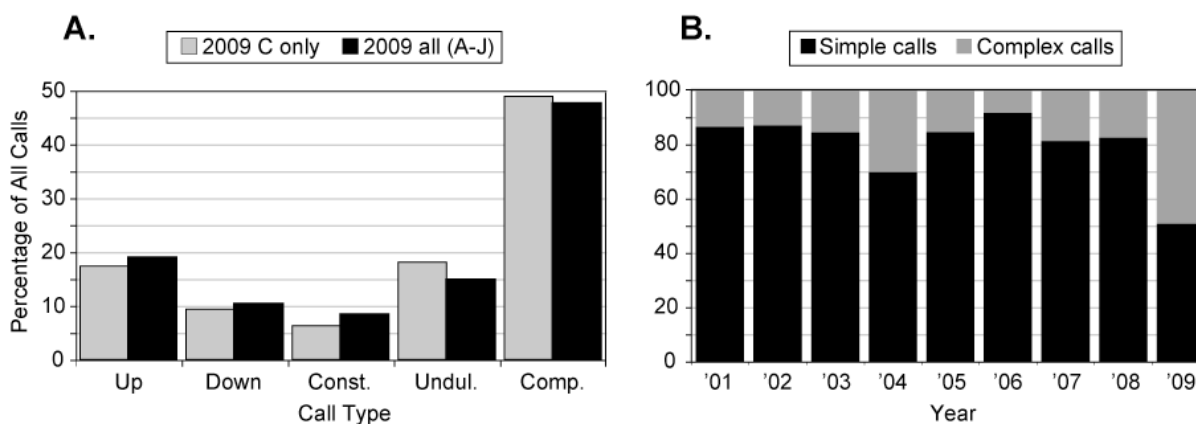 A.
2009 C only 2009 all (A-J)
Percentage of All Calls
50
40
30
20
10
0
Up Down Const. Undul. Comp.
Call Type
B.
Simple calls Complex calls
100
80
60
40
20
0
'01 '02 '03 '04 '05 '06 '07 '08 '09
Year